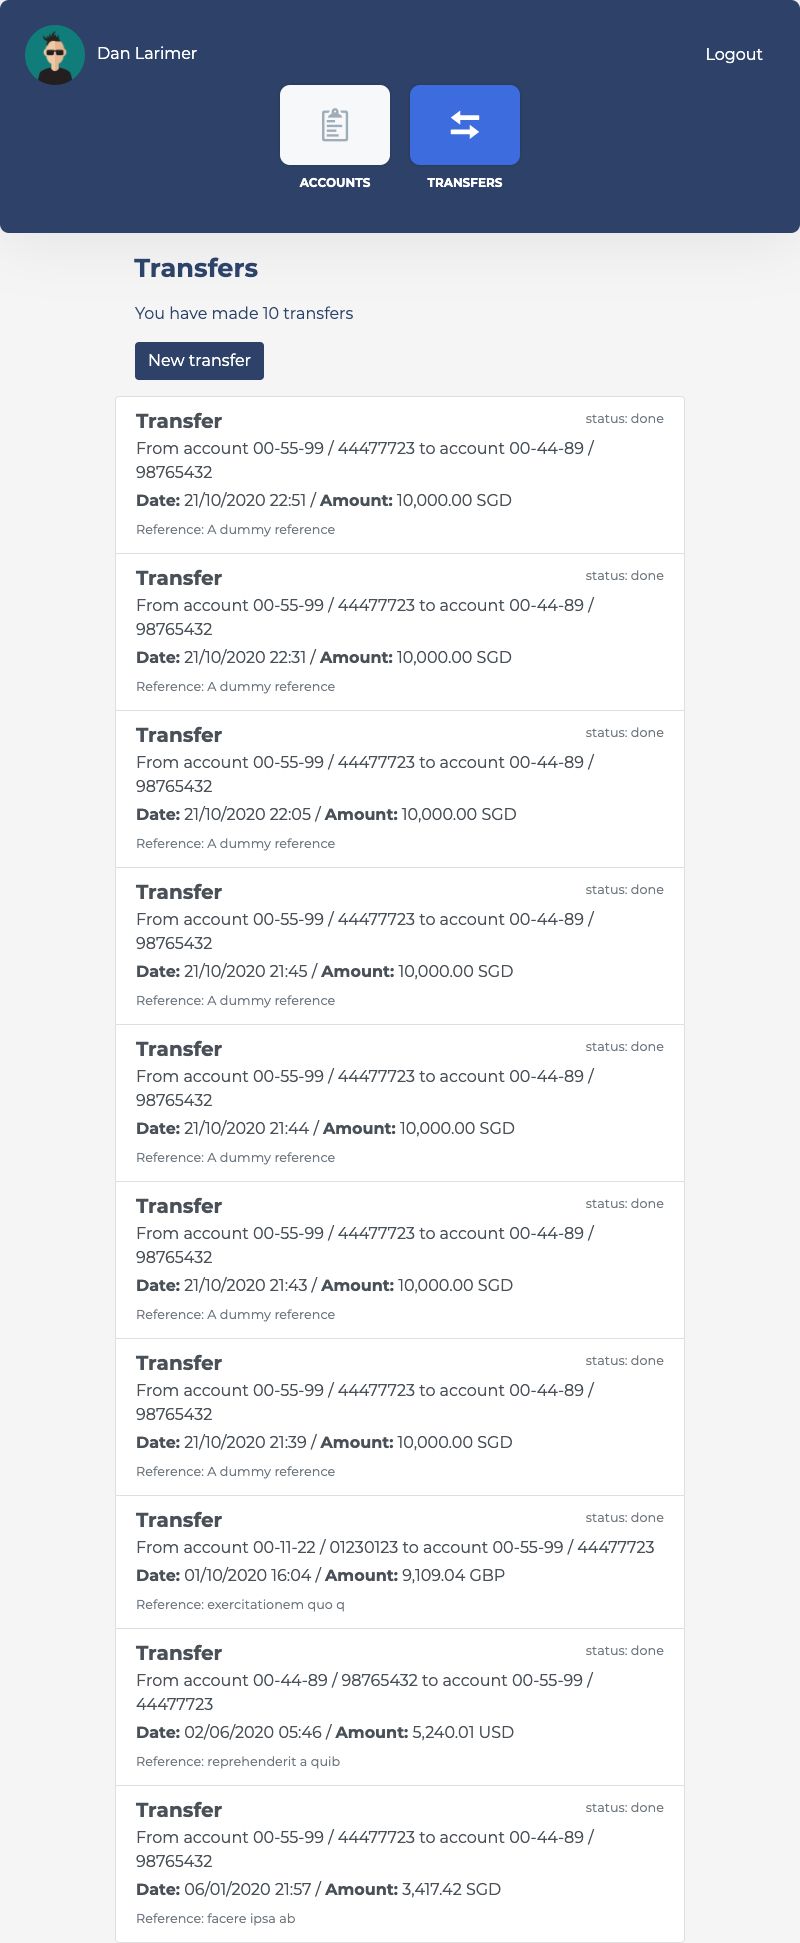 Dan Larimer
Logout
ACCOUNTS
TRANSFERS
Transfers
You have made 10 transfers
New transfer
Transfer
status: done
From account 00-55-99 / 44477723 to account 00-44-89 /
98765432
Date: 21/10/2020 22:51 / Amount: 10,000.00 SGD
Reference: A dummy reference
Transfer
status: done
From account 00-55-99 / 44477723 to account 00-44-89 /
98765432
Date: 21/10/2020 22:31 / Amount: 10,000.00 SGD
Reference: A dummy reference
Transfer
status: done
From account 00-55-99 / 44477723 to account 00-44-89 /
98765432
Date: 21/10/2020 22:05 / Amount: 10,000.00 SGD
Reference: A dummy reference
Transfer
status: done
From account 00-55-99 / 44477723 to account 00-44-89 /
98765432
Date: 21/10/2020 21:45 / Amount: 10,000.00 SGD
Reference: A dummy reference
Transfer
status: done
From account 00-55-99 / 44477723 to account 00-44-89 /
98765432
Date: 21/10/2020 21:44 / Amount: 10,000.00 SGD
Reference: A dummy reference
Transfer
status: done
From account 00-55-99 / 44477723 to account 00-44-89 /
98765432
Date: 21/10/2020 21:43 / Amount: 10,000.00 SGD
Reference: A dummy reference
Transfer
status: done
From account 00-55-99 / 44477723 to account 00-44-89 /
98765432
Date: 21/10/2020 21:39 / Amount: 10,000.00 SGD
Reference: A dummy reference
Transfer
status: done
From account 00-11-22 / 01230123 to account 00-55-99 / 44477723
Date: 01/10/2020 16:04 / Amount: 9,109.04 GBP
Reference: exercitationem quo q
Transfer
status: done
From account 00-44-89 / 98765432 to account 00-55-99 /
44477723
Date: 02/06/2020 05:46 / Amount: 5,240.01 USD
Reference: reprehenderit a quib
Transfer
status: done
From account 00-55-99 / 44477723 to account 00-44-89 /
98765432
Date: 06/01/2020 21:57 / Amount: 3,417.42 SGD
Reference: facere ipsa ab